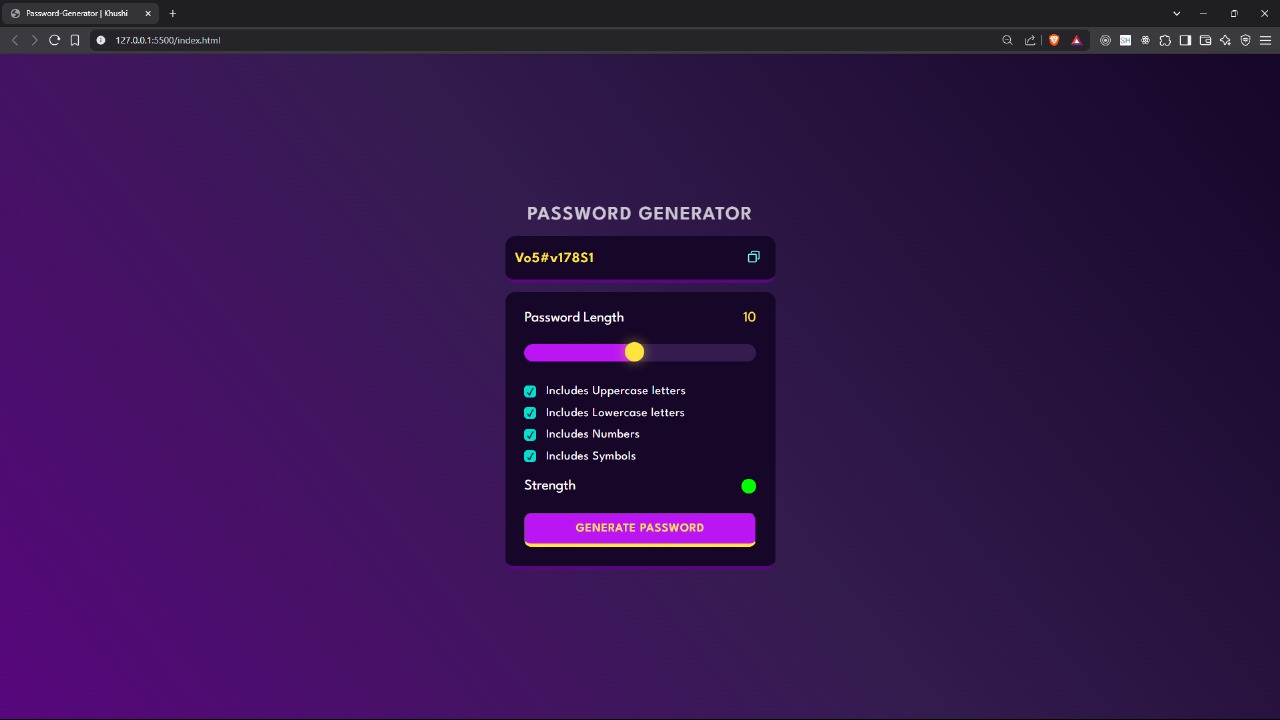 Password-Generator | Khushi
127.0.0.1:5500/index.html
SH
PASSWORD GENERATOR
Vo5#v178S1
Password Length 10
Includes Uppercase letters
Includes Lowercase letters
Includes Numbers
Includes Symbols
Strength
GENERATE PASSWORD